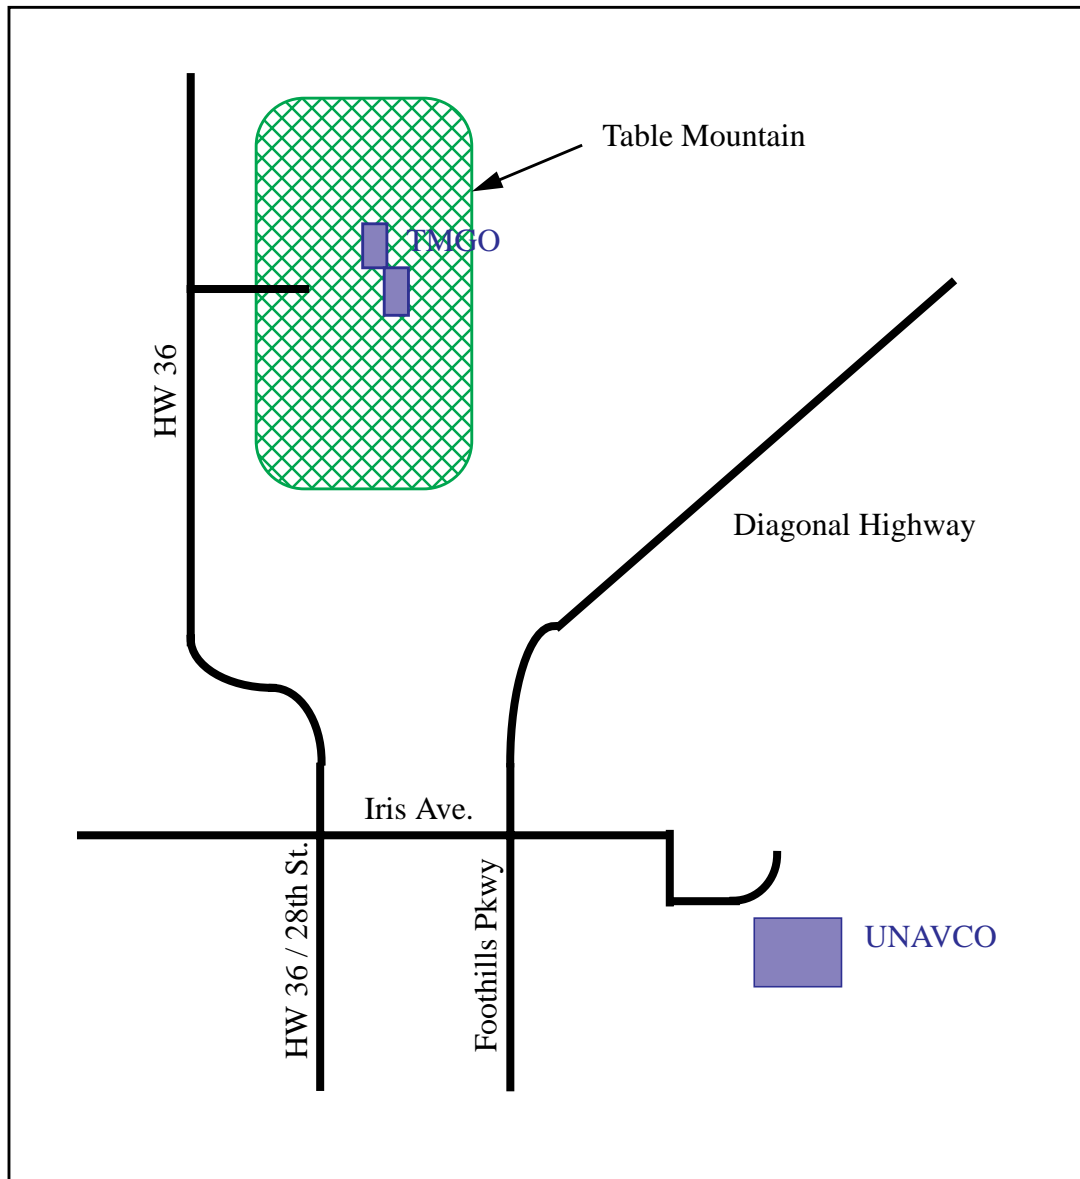 Table Mountain
TMGO
HW 36
Diagonal Highway
Iris Ave.
HW 36 / 28th St.
Foothills Pkwy
UNAVCO